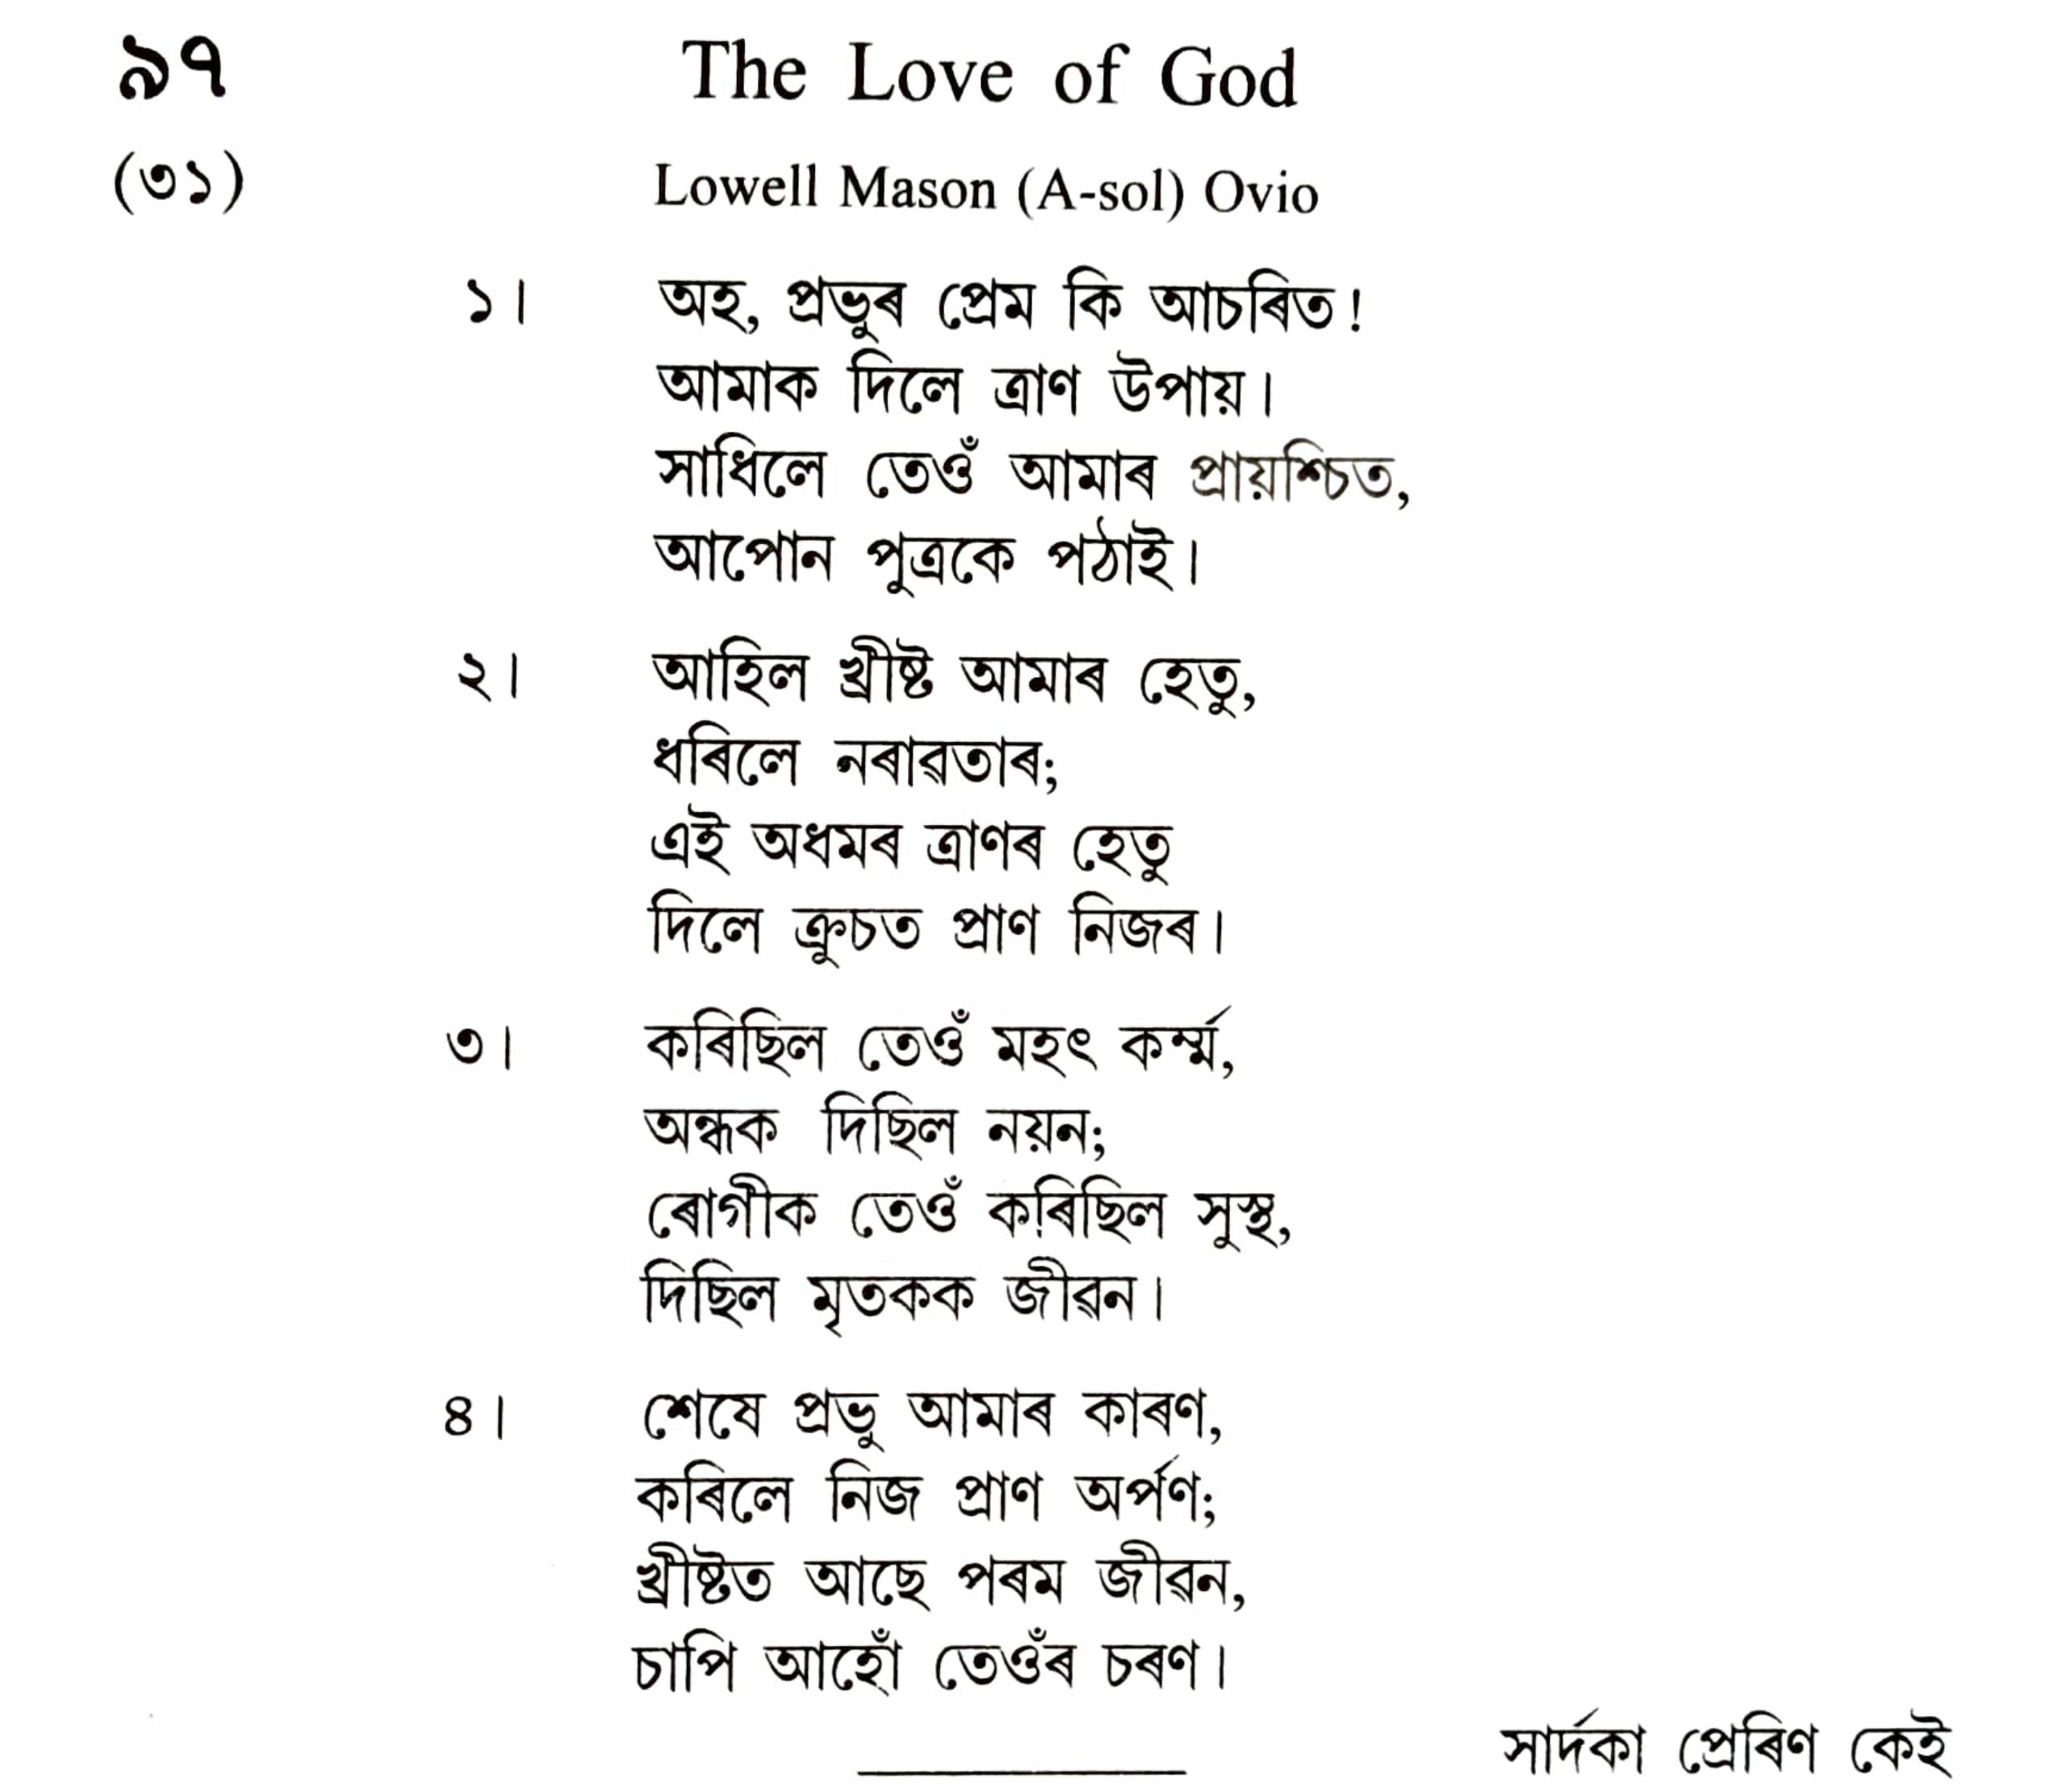 ৯৭ The Love of God
(৩১) Lowell Mason (A-sol) Ovio
১। অহ, প্ৰভুৰ প্ৰেম কি আচৰিত!
আমাক দিলে ত্ৰাণ উপায়।
সাধিলে তেওঁ আমাৰ প্ৰায়শ্চিত,
আপোন পুত্ৰকে পঠাই।
২। আহিল খ্ৰীষ্ট আমাৰ হেতু,
ধৰিলে নৰাৱতাৰ;
এই অধমৰ ত্ৰাণৰ হেতু
দিলে ক্ৰুচত প্ৰাণ নিজৰ।
৩। কৰিছিল তেওঁ মহৎ কৰ্ম্ম,
অন্ধক দিছিল নয়ন;
ৰোগীক তেওঁ কৰিছিল সুস্থ,
দিছিল মৃতকক জীৱন।
৪। শেষে প্ৰভু আমাৰ কাৰণ,
কৰিলে নিজ প্ৰাণ অৰ্পণ;
খ্ৰীষ্টত আছে পৰম জীৱন,
চাপি আহোঁ তেওঁৰ চৰণ।
সাৰ্দকা প্ৰেৰিণ কেই